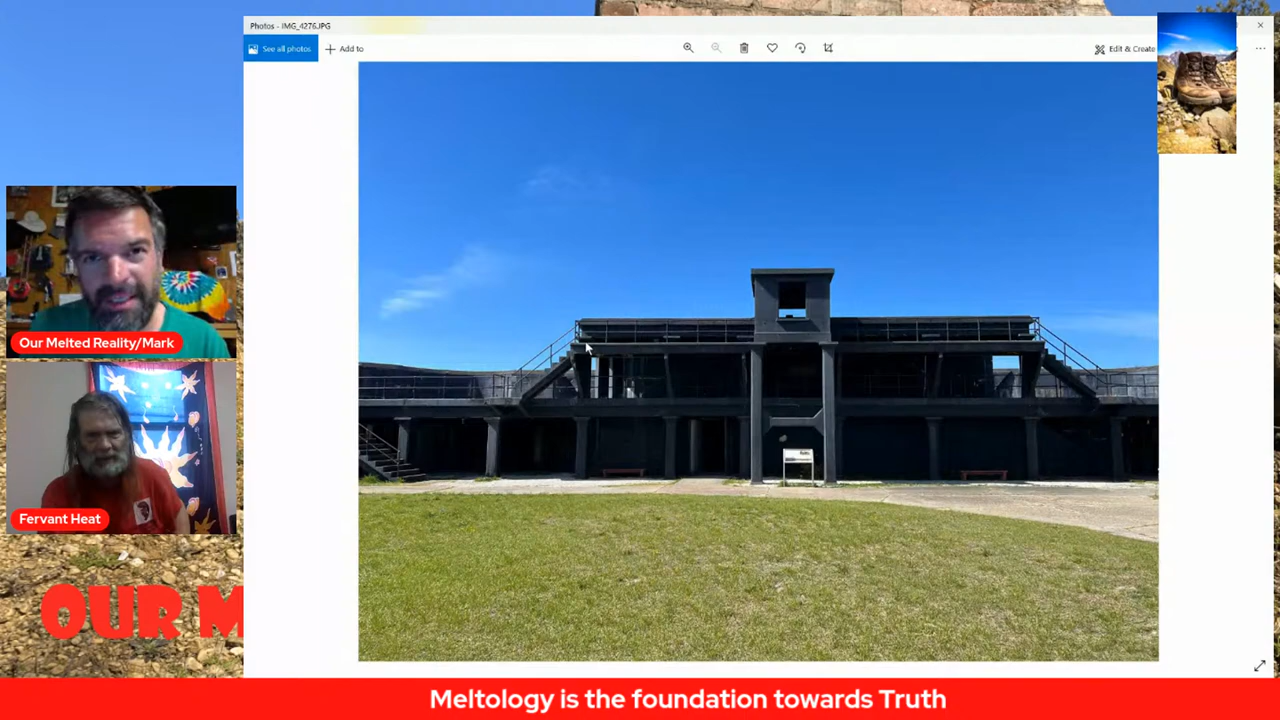 Photos - IMG_4276.JPG
See all photos
Add to
Edit & Create
Our Melted Reality/Mark
Fervant Heat
OUR M
Meltology is the foundation towards Truth